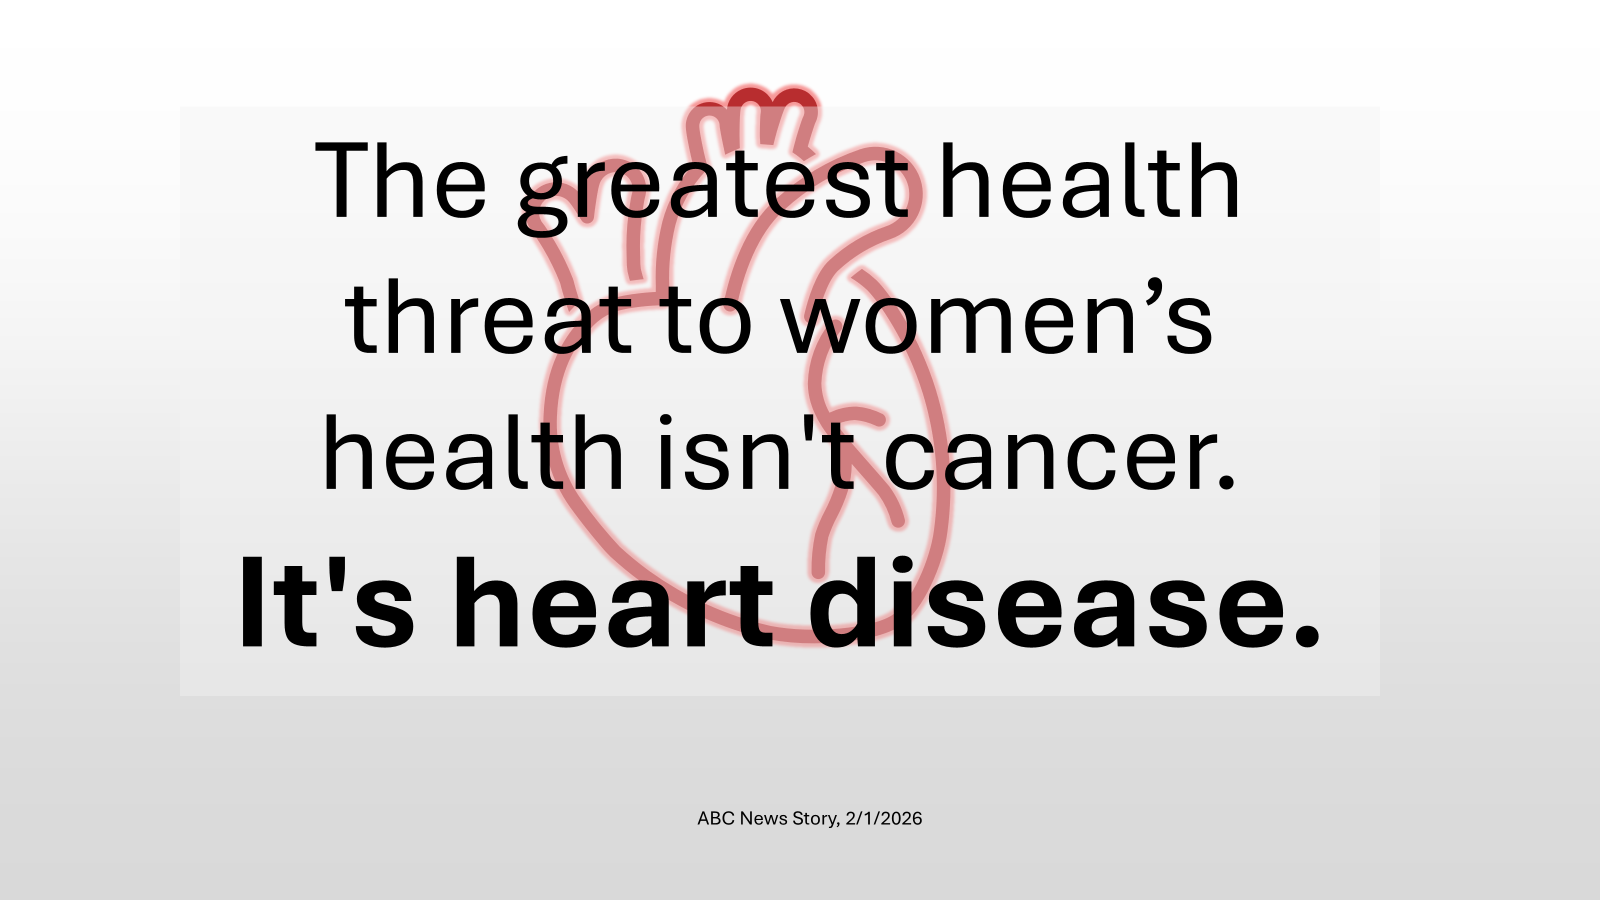 The greatest health
threat to women’s
health isn't cancer.
It's heart disease.
ABC News Story, 2/1/2026